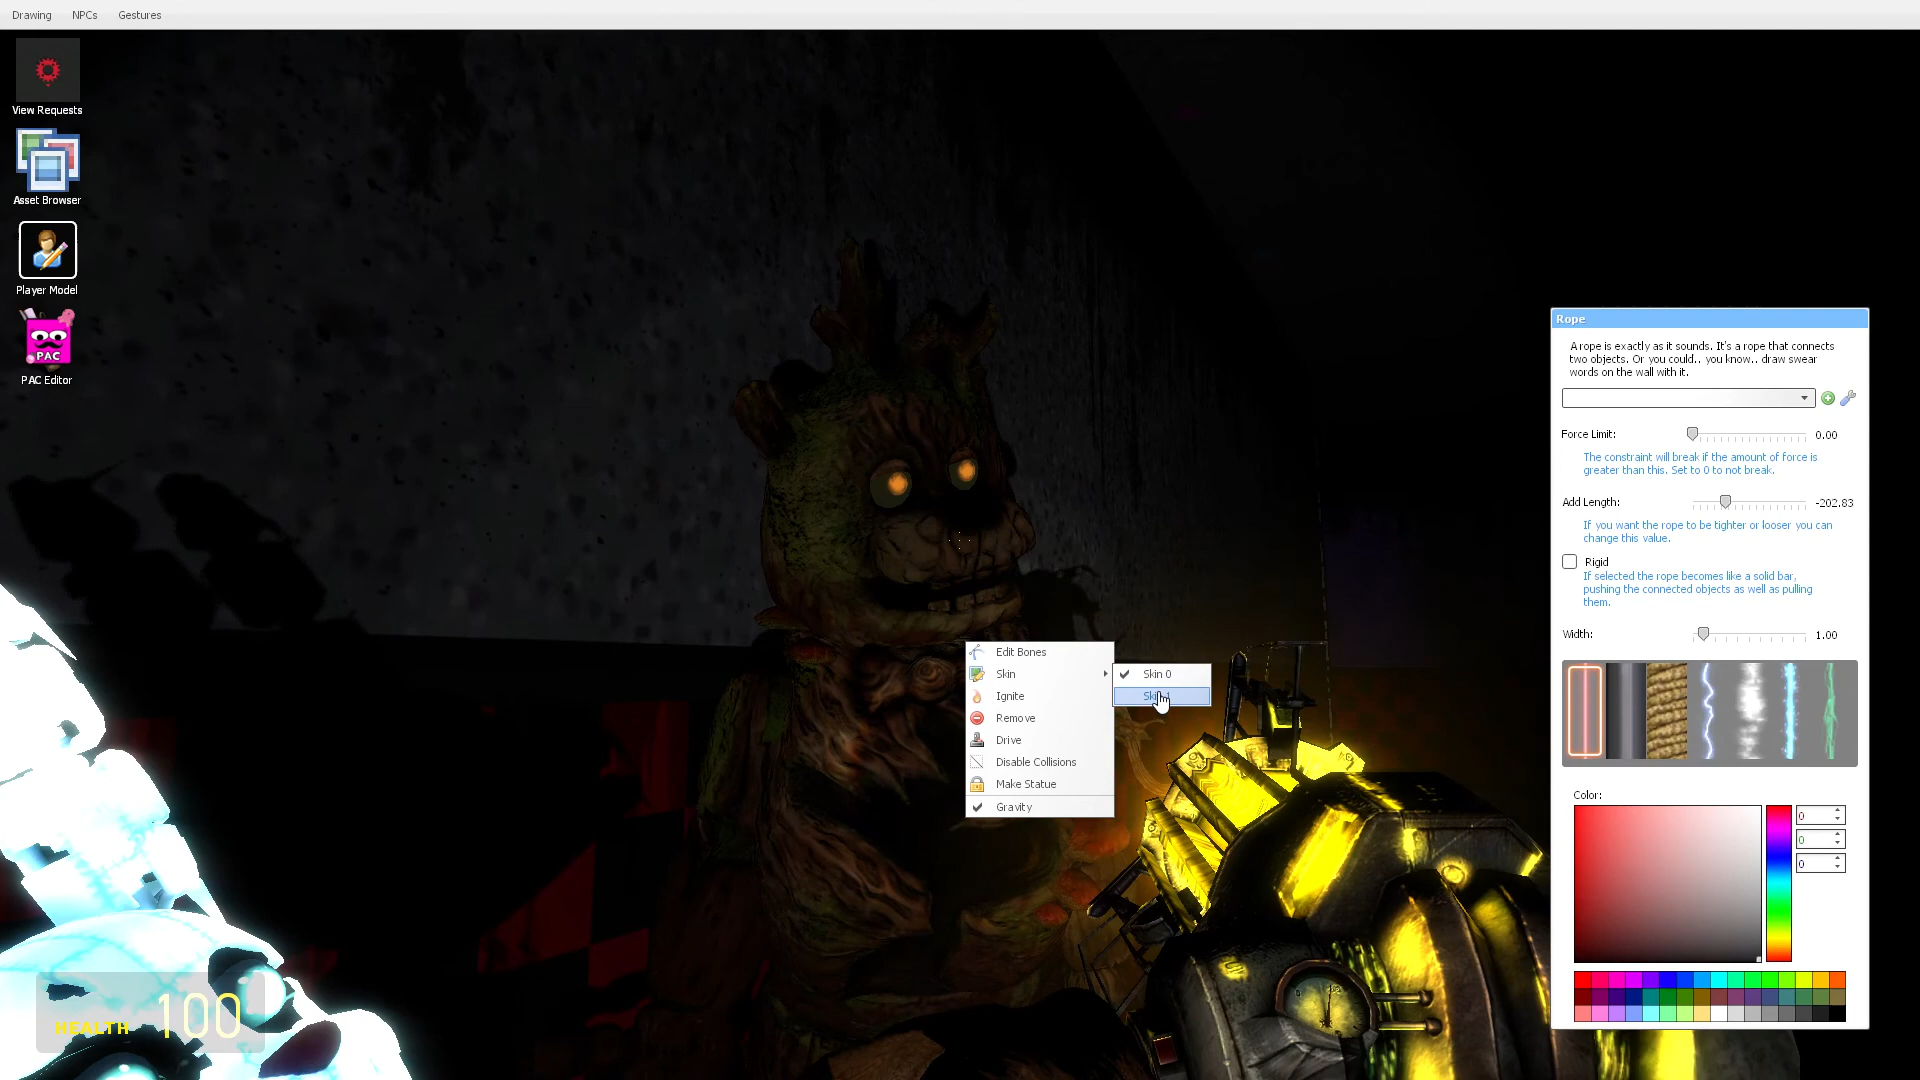 Drawing NPCs Gestures
View Requests
Asset Browser
Player Model
PAC
PAC Editor
Edit Bones
Skin
Ignite
Remove
Drive
Disable Collisions
Make Statue
Gravity
Skin 0
Rope
A rope is exactly as it sounds. It's a rope that connects
two objects. Or you could.. you know.. draw swear
words on the wall with it.
Force Limit: 0.00
The constraint will break if the amount of force is
greater than this. Set to 0 to not break.
Add Length: -202.83
If you want the rope to be tighter or looser you can
change this value.
Rigid
If selected the rope becomes like a solid bar,
pushing the connected objects as well as pulling
them.
Width: 1.00
Color:
0
0
0
HEALTH 100